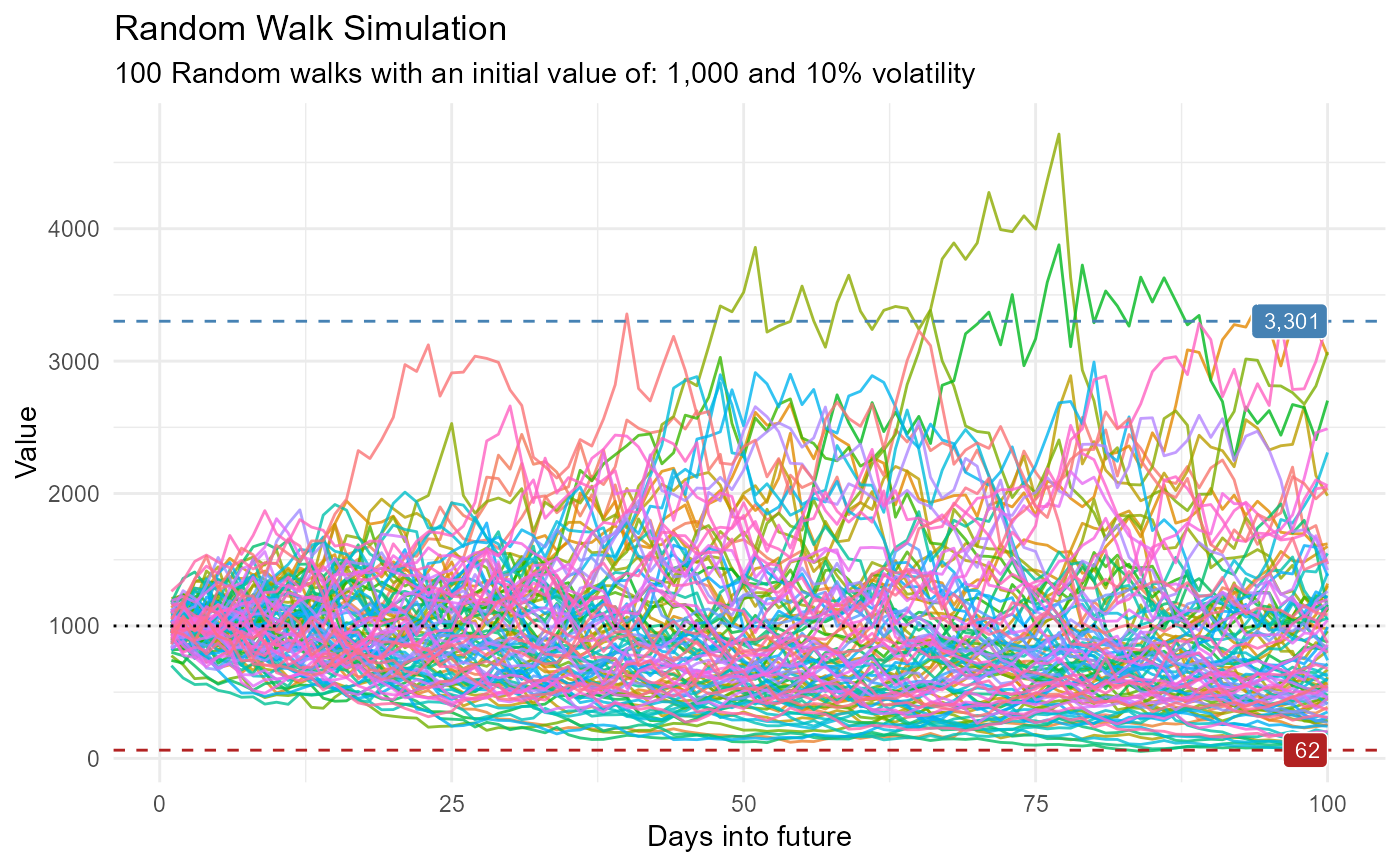 Random Walk Simulation
100 Random walks with an initial value of: 1,000 and 10% volatility
Value
4000
3000
2000
1000
0
3,301
62
0 25 50 75 100
Days into future